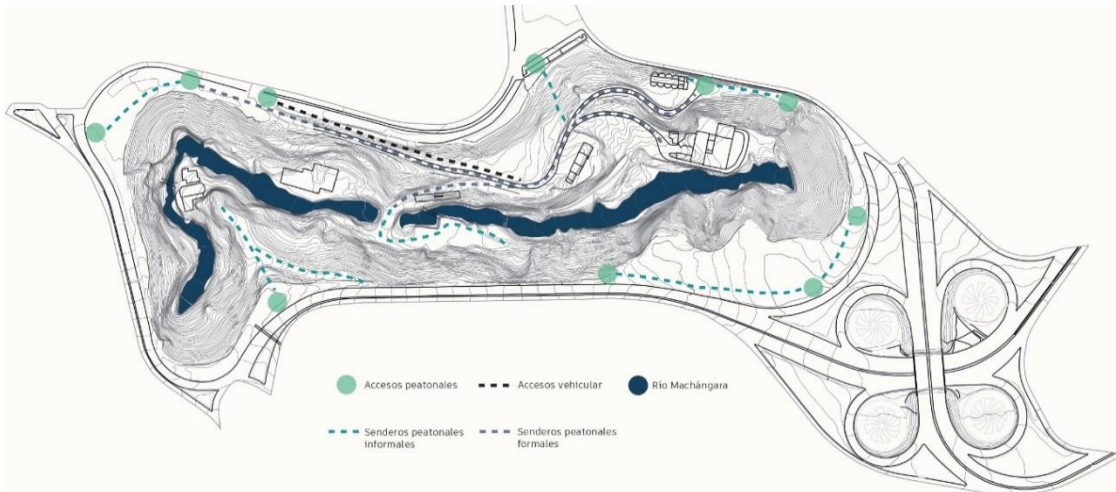 Accesos peatonales
Accesos vehicular
Río Machángara
Senderos peatonales
informales
Senderos peatonales
formales